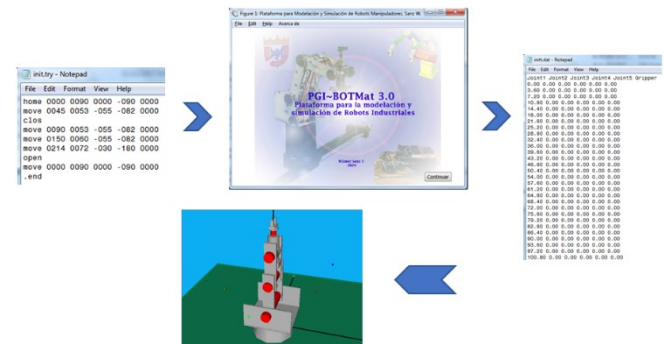 init.try - Notepad
File Edit Format View Help
home 0000 0090 0000 -090 0000
move 0045 0053 -055 -082 0000
clos
move 0090 0053 -055 -082 0000
move 0150 0060 -055 -082 0000
move 0214 0072 -030 -180 0000
open
move 0000 0090 0000 -090 0000
.end
Figure 1: Plataforma para Modelación y Simulación de Robots Manipuladores, Sano W.
File Edit Help Acerca de
PGI~BOTMat 3.0
Plataforma para la modelación y
simulación de Robots Industriales
Continuar
init.dat - Notepad
File Edit Format View Help
Joint1 Joint2 Joint3 Joint4 Joint5 Gripper
0.00 0.00 0.00 0.00 0.00 0.00
3.60 0.00 0.00 0.00 0.00 0.00
7.20 0.00 0.00 0.00 0.00 0.00
10.80 0.00 0.00 0.00 0.00 0.00
14.40 0.00 0.00 0.00 0.00 0.00
18.00 0.00 0.00 0.00 0.00 0.00
21.60 0.00 0.00 0.00 0.00 0.00
25.20 0.00 0.00 0.00 0.00 0.00
28.80 0.00 0.00 0.00 0.00 0.00
32.40 0.00 0.00 0.00 0.00 0.00
36.00 0.00 0.00 0.00 0.00 0.00
39.60 0.00 0.00 0.00 0.00 0.00
43.20 0.00 0.00 0.00 0.00 0.00
46.80 0.00 0.00 0.00 0.00 0.00
50.40 0.00 0.00 0.00 0.00 0.00
54.00 0.00 0.00 0.00 0.00 0.00
57.60 0.00 0.00 0.00 0.00 0.00
61.20 0.00 0.00 0.00 0.00 0.00
64.80 0.00 0.00 0.00 0.00 0.00
68.40 0.00 0.00 0.00 0.00 0.00
72.00 0.00 0.00 0.00 0.00 0.00
75.60 0.00 0.00 0.00 0.00 0.00
79.20 0.00 0.00 0.00 0.00 0.00
82.80 0.00 0.00 0.00 0.00 0.00
86.40 0.00 0.00 0.00 0.00 0.00
90.00 0.00 0.00 0.00 0.00 0.00
93.60 0.00 0.00 0.00 0.00 0.00
97.20 0.00 0.00 0.00 0.00 0.00
100.80 0.00 0.00 0.00 0.00 0.00